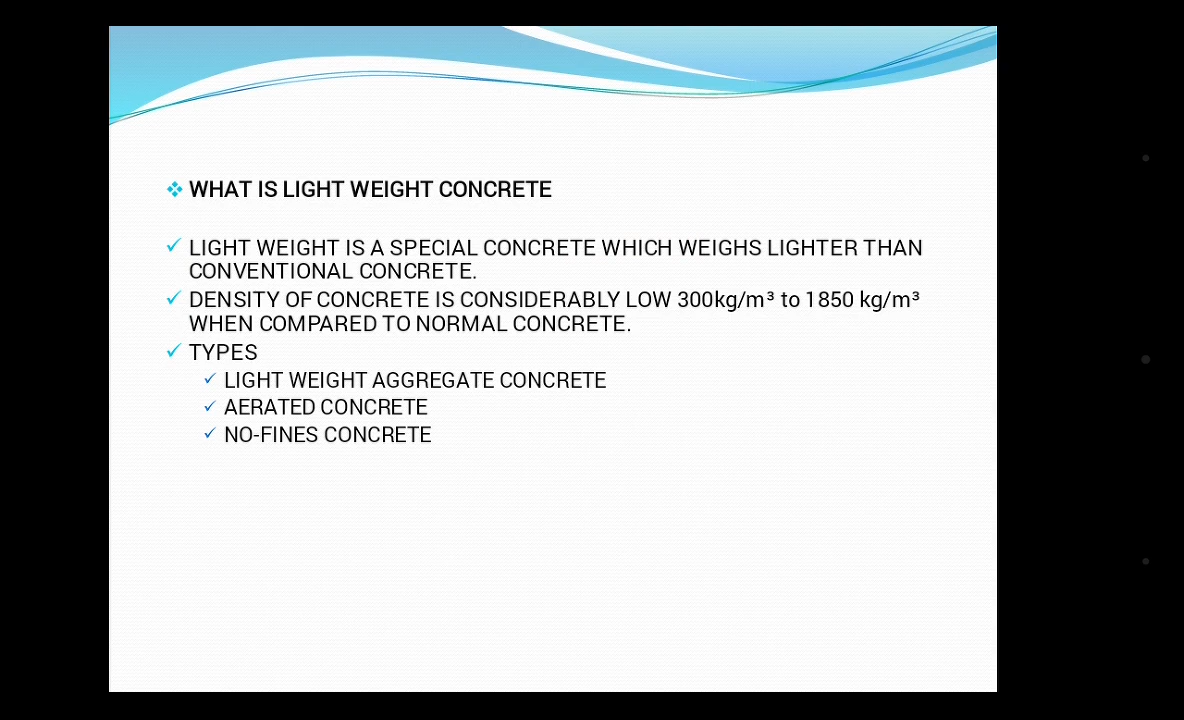 WHAT IS LIGHT WEIGHT CONCRETE
LIGHT WEIGHT IS A SPECIAL CONCRETE WHICH WEIGHS LIGHTER THAN
CONVENTIONAL CONCRETE.
DENSITY OF CONCRETE IS CONSIDERABLY LOW 300kg/m³ to 1850 kg/m³
WHEN COMPARED TO NORMAL CONCRETE.
TYPES
LIGHT WEIGHT AGGREGATE CONCRETE
AERATED CONCRETE
NO-FINES CONCRETE